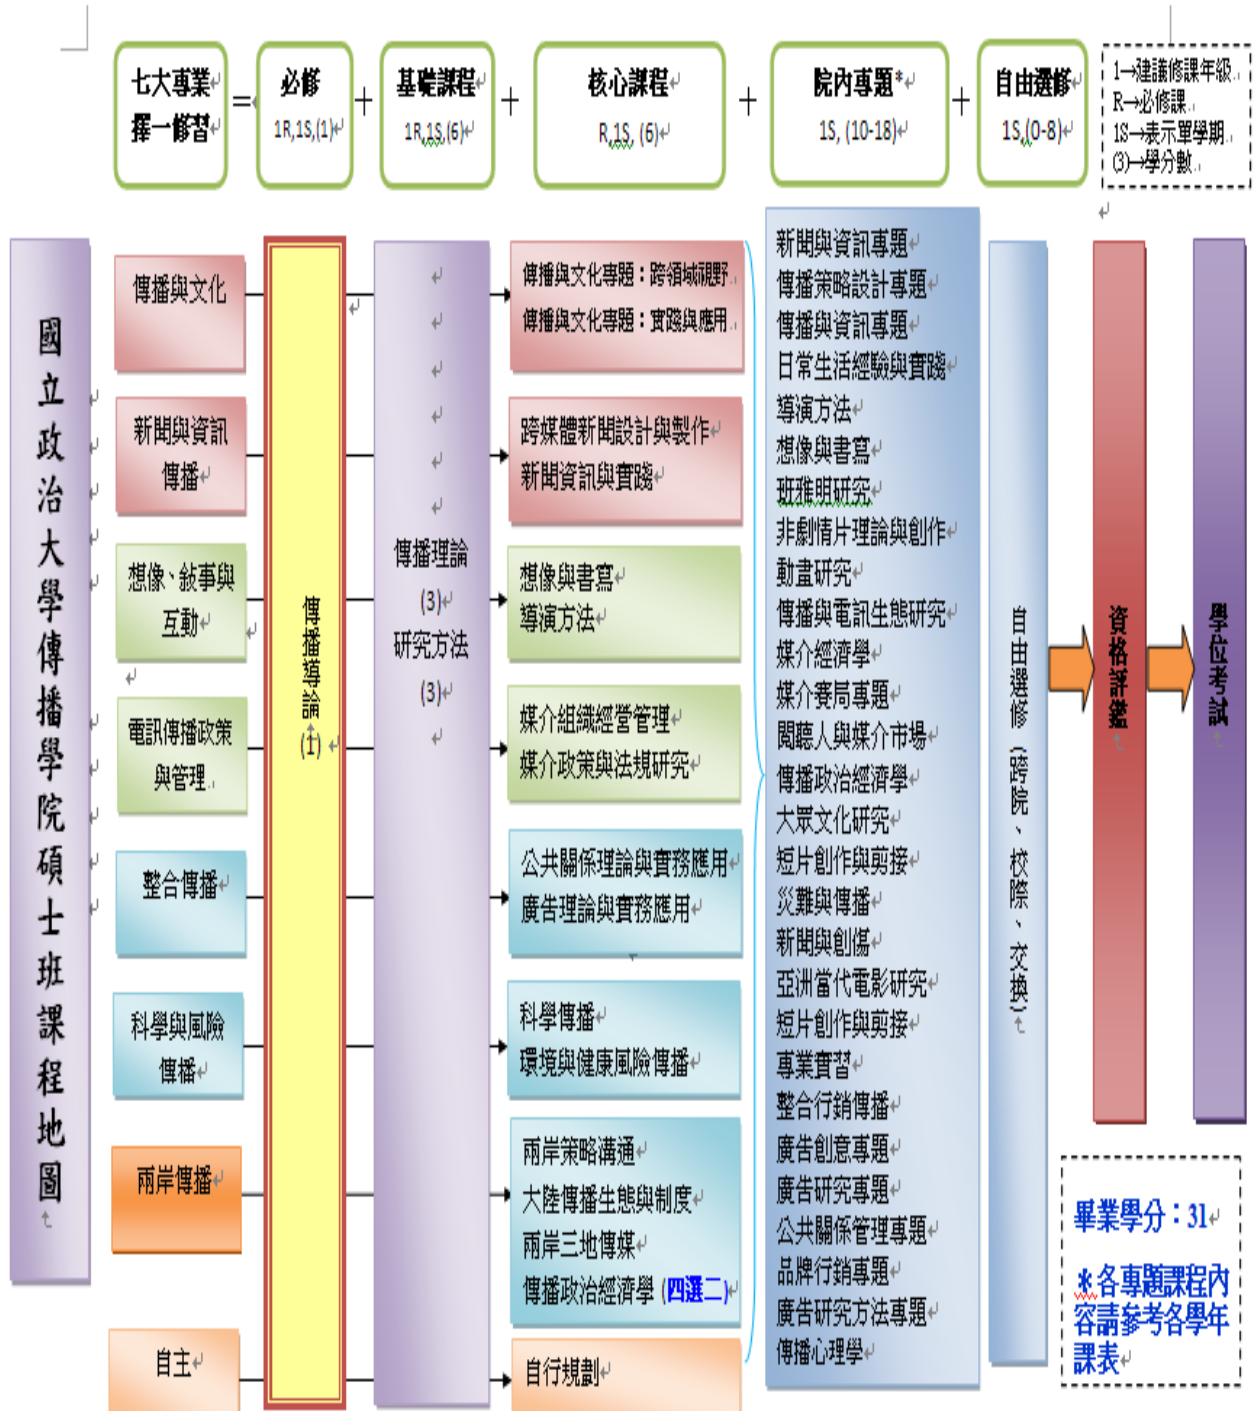 七大專業
擇一修習
=
必修
1R,1S,(1)
+
基礎課程
1R,1S,(6)
+
核心課程
R,1S, (6)
+
院內專題*
1S, (10-18)
+
自由選修
1S,(0-8)
1→建議修課年級
R→必修課
1S→表示單學期
(3)→學分數
國立政治大學傳播學院碩士班課程地圖
傳播與文化
新聞與資訊
傳播
想像、敍事與
互動
電訊傳播政策
與管理
整合傳播
科學與風險
傳播
兩岸傳播
自主
傳播導論
(1)
傳播理論
(3)
研究方法
(3)
傳播與文化專題：跨領域視野
傳播與文化專題：實踐與應用
跨媒體新聞設計與製作
新聞資訊與實踐
想像與書寫
導演方法
媒介組織經營管理
媒介政策與法規研究
公共關係理論與實務應用
廣告理論與實務應用
科學傳播
環境與健康風險傳播
兩岸策略溝通
大陸傳播生態與制度
兩岸三地傳媒
傳播政治經濟學 (四選二)
自行規劃
新聞與資訊專題
傳播策略設計專題
傳播與資訊專題
日常生活經驗與實踐
導演方法
想像與書寫
班雅明研究
非劇情片理論與創作
動畫研究
傳播與電訊生態研究
媒介經濟學
媒介賽局專題
閱聽人與媒介市場
傳播政治經濟學
大眾文化研究
短片創作與剪接
災難與傳播
新聞與創傷
亞洲當代電影研究
短片創作與剪接
專業實習
整合行銷傳播
廣告創意專題
廣告研究專題
公共關係管理專題
品牌行銷專題
廣告研究方法專題
傳播心理學
自由選修 (跨院、校際、交換)
資格評鑑
學位考試
畢業學分：31
*各專題課程內
容請參考各學年
課表